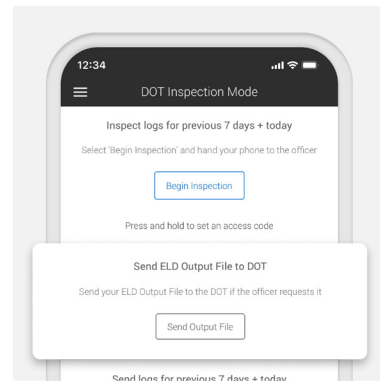 12:34
DOT Inspection Mode
Inspect logs for previous 7 days + today
Select 'Begin Inspection' and hand your phone to the officer
Begin Inspection
Press and hold to set an access code
Send ELD Output File to DOT
Send your ELD Output File to the DOT if the officer requests it
Send Output File
Send logs for previous 7 days + today